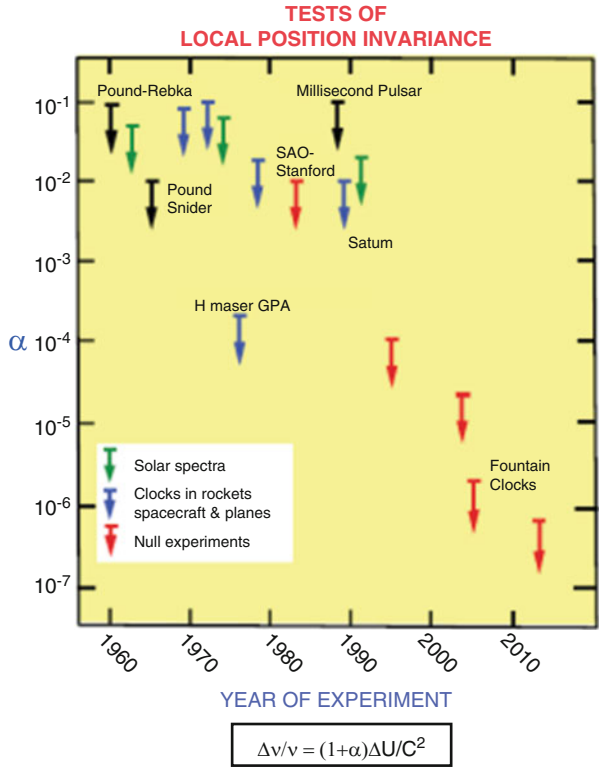 TESTS OF
LOCAL POSITION INVARIANCE
Pound-Rebka
Millisecond Pulsar
SAO-
Stanford
Pound
Snider
Satum
H maser GPA
Fountain
Clocks
α
10⁻¹
10⁻²
10⁻³
10⁻⁴
10⁻⁵
10⁻⁶
10⁻⁷
Solar spectra
Clocks in rockets
spacecraft & planes
Null experiments
1960
1970
1980
1990
2000
2010
YEAR OF EXPERIMENT
Δν/ν = (1+α)ΔU/C²